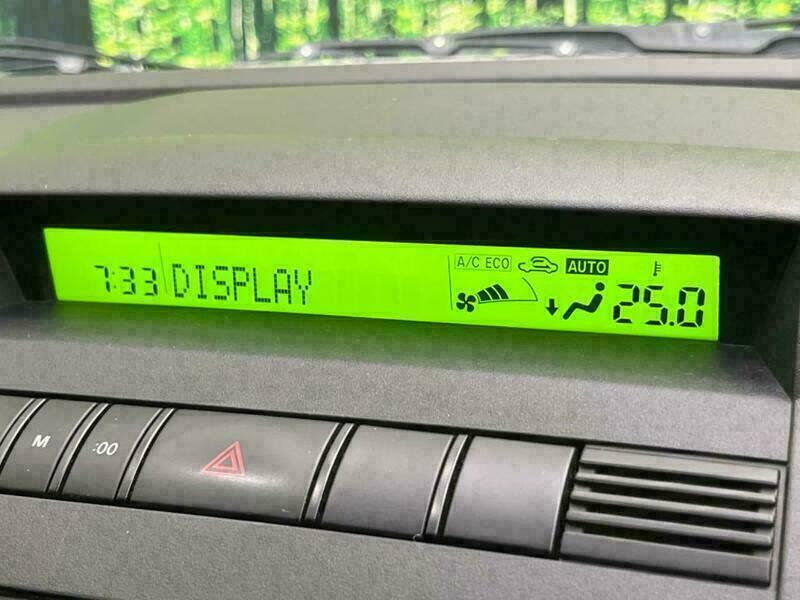 7:33 DISPLAY A/C ECO AUTO
25.0
M :00